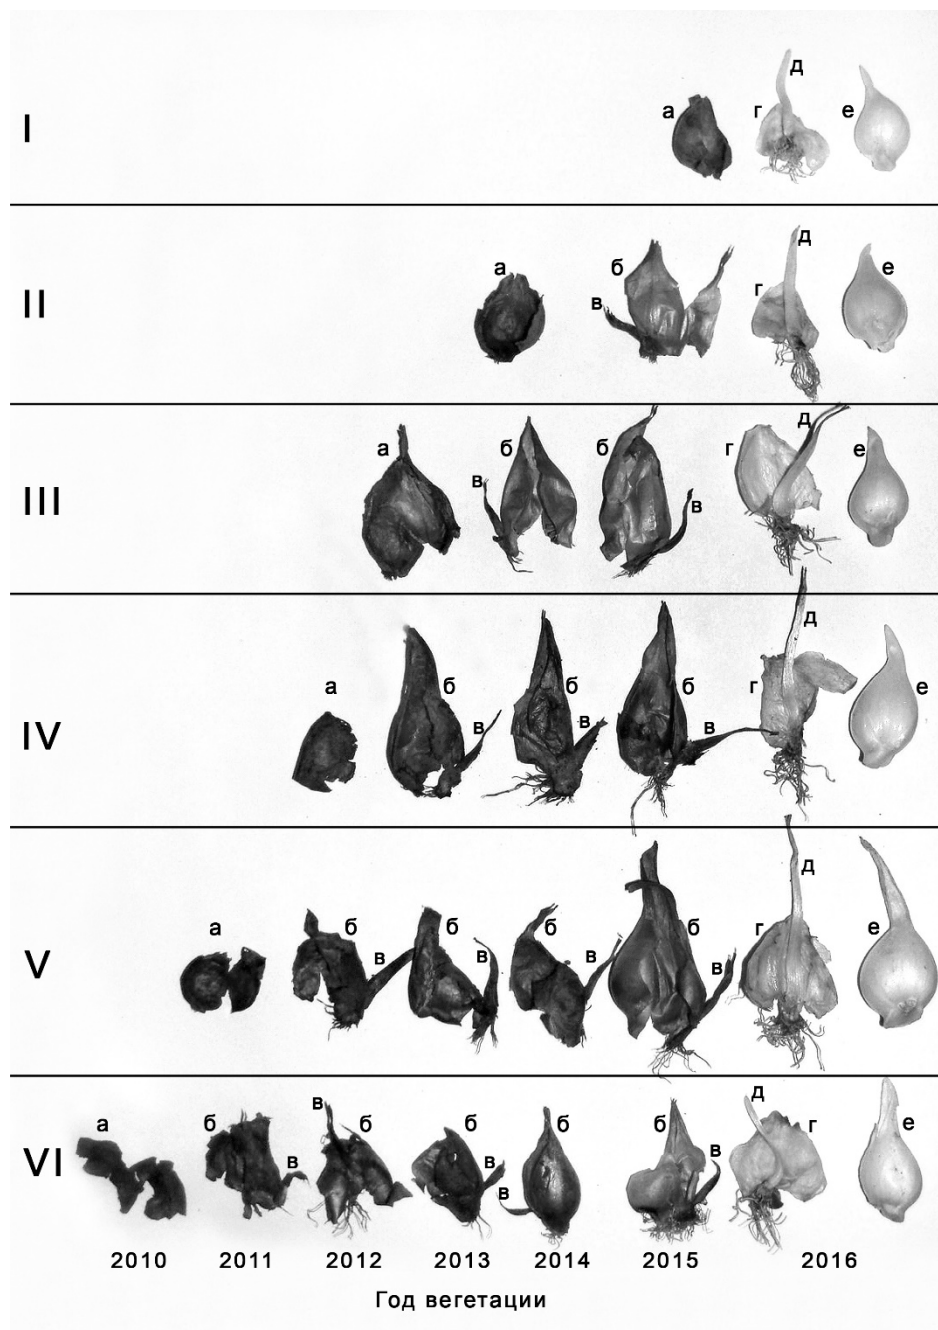 I а г д е
II а б в г д е
III а б в б в г д е
IV а б в б в б в г д е
V а б в б в б в б в г д е
VI а б в в б б в в б б в д г е
2010 2011 2012 2013 2014 2015 2016
Год вегетации